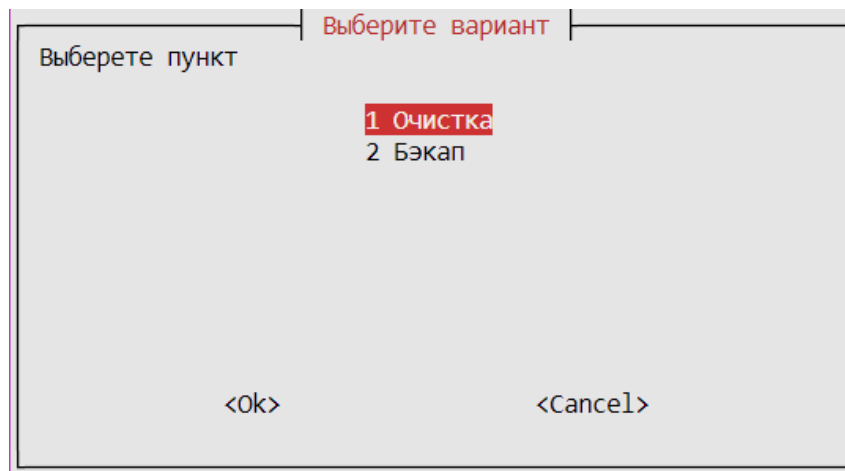 Выберите вариант
Выберете пункт
1 Очистка
2 Бэкап
<Ok> <Cancel>